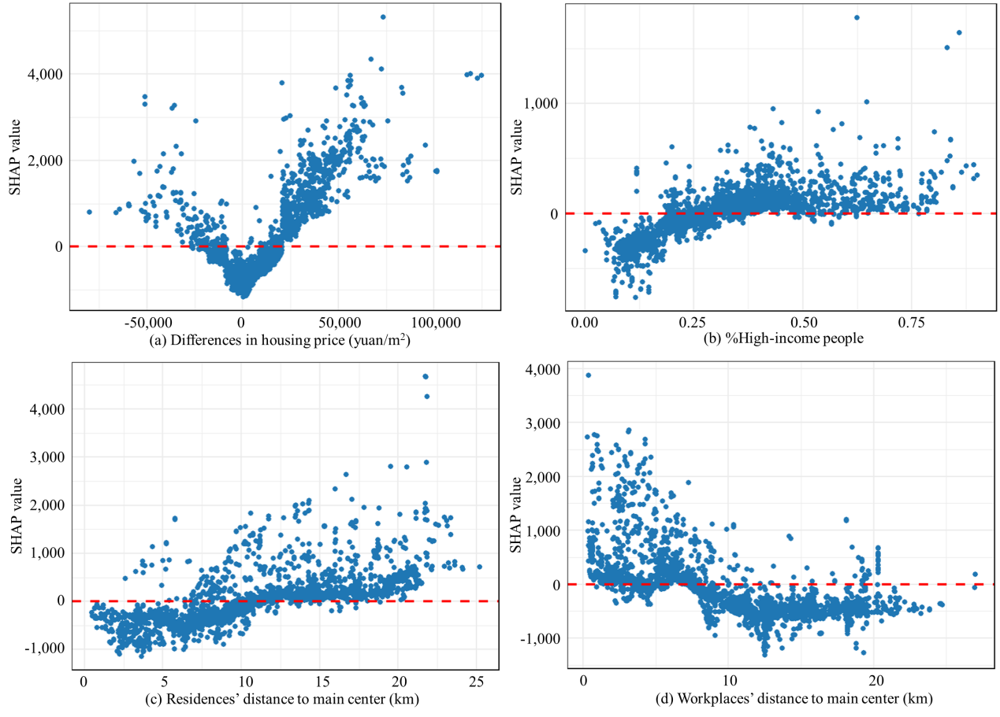 SHAP value
4,000
2,000
0
-50,000 0 50,000 100,000
(a) Differences in housing price (yuan/m²)
SHAP value
1,000
0
0.00 0.25 0.50 0.75
(b) %High-income people
SHAP value
4,000
3,000
2,000
1,000
0
-1,000
0 5 10 15 20 25
(c) Residences’ distance to main center (km)
SHAP value
4,000
3,000
2,000
1,000
0
-1,000
0 10 20
(d) Workplaces’ distance to main center (km)